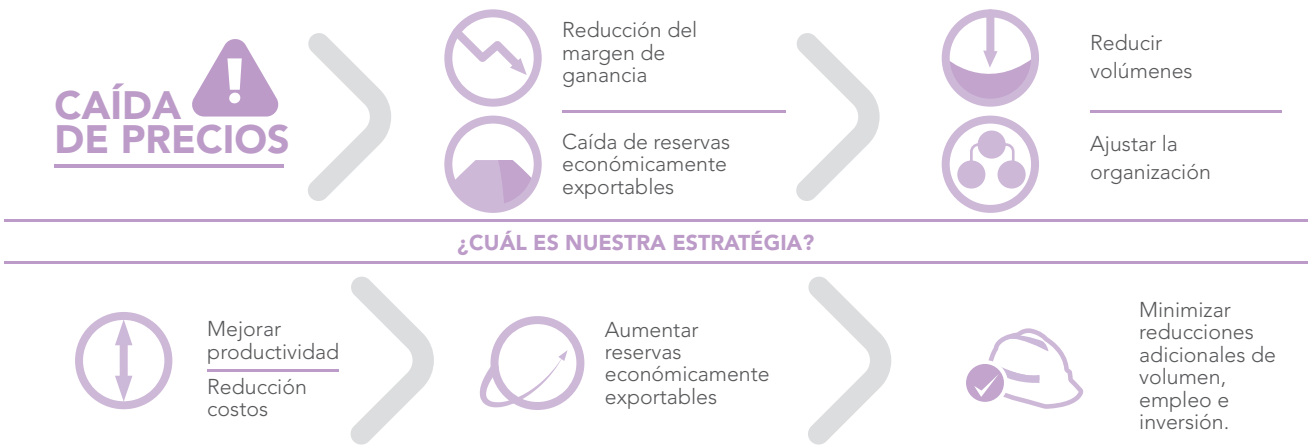 CAÍDA
DE PRECIOS
Reducción del
margen de
ganancia
Caída de reservas
económicamente
exportables
Reducir
volúmenes
Ajustar la
organización
¿CUÁL ES NUESTRA ESTRATÉGIA?
Mejorar
productividad
Reducción
costos
Aumentar
reservas
económicamente
exportables
Minimizar
reducciones
adicionales de
volumen,
empleo e
inversión.